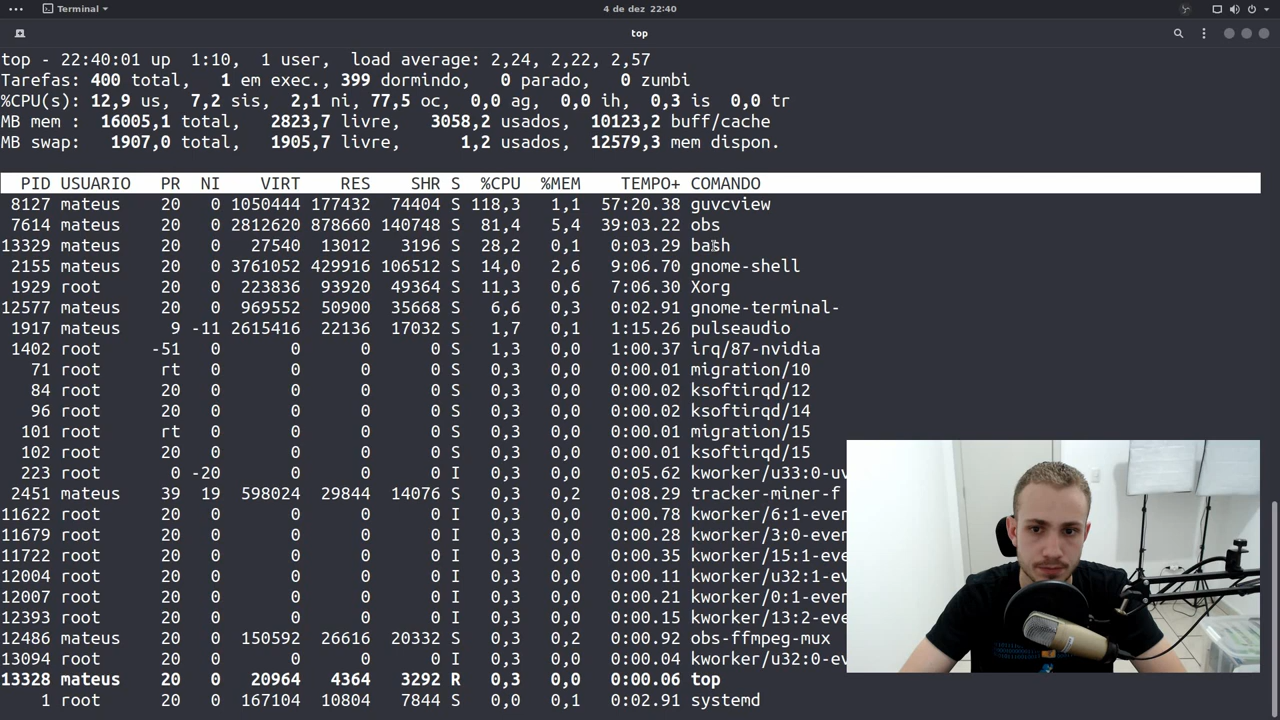 Terminal
4 de dez 22:40
top
top - 22:40:01 up  1:10,  1 user,  load average: 2,24, 2,22, 2,57
Tarefas: 400 total,   1 em exec., 399 dormindo,   0 parado,   0 zumbi
%CPU(s): 12,9 us,  7,2 sis,  2,1 ni, 77,5 oc,  0,0 ag,  0,0 ih,  0,3 is  0,0 tr
MB mem :  16005,1 total,   2823,7 livre,   3058,2 usados,  10123,2 buff/cache
MB swap:   1907,0 total,   1905,7 livre,      1,2 usados,  12579,3 mem dispon.
PID USUARIO   PR  NI    VIRT    RES    SHR S  %CPU  %MEM    TEMPO+ COMANDO
8127 mateus    20   0 1050444 177432  74404 S 118,3   1,1  57:20.38 guvcview
7614 mateus    20   0 2812620 878660 140748 S  81,4   5,4  39:03.22 obs
13329 mateus    20   0   27540  13012   3196 S  28,2   0,1   0:03.29 bash
2155 mateus    20   0 3761052 429916 106512 S  14,0   2,6   9:06.70 gnome-shell
1929 root      20   0  223836  93920  49364 S  11,3   0,6   7:06.30 Xorg
12577 mateus    20   0  969552  50900  35668 S   6,6   0,3   0:02.91 gnome-terminal-
1917 mateus     9 -11 2615416  22136  17032 S   1,7   0,1   1:15.26 pulseaudio
1402 root     -51   0       0      0      0 S   1,3   0,0   1:00.37 irq/87-nvidia
71 root      rt   0       0      0      0 S   0,3   0,0   0:00.01 migration/10
84 root      20   0       0      0      0 S   0,3   0,0   0:00.02 ksoftirqd/12
96 root      20   0       0      0      0 S   0,3   0,0   0:00.02 ksoftirqd/14
101 root      rt   0       0      0      0 S   0,3   0,0   0:00.01 migration/15
102 root      20   0       0      0      0 S   0,3   0,0   0:00.01 ksoftirqd/15
223 root       0 -20       0      0      0 I   0,3   0,0   0:05.62 kworker/u33:0-uv
2451 mateus    39  19  598024  29844  14076 S   0,3   0,2   0:08.29 tracker-miner-f
11622 root      20   0       0      0      0 I   0,3   0,0   0:00.78 kworker/6:1-even
11679 root      20   0       0      0      0 I   0,3   0,0   0:00.28 kworker/3:0-even
11722 root      20   0       0      0      0 I   0,3   0,0   0:00.35 kworker/15:1-eve
12004 root      20   0       0      0      0 I   0,3   0,0   0:00.11 kworker/u32:1-ev
12207 root      20   0       0      0      0 I   0,3   0,0   0:00.21 kworker/0:1-even
12393 root      20   0       0      0      0 I   0,3   0,0   0:00.15 kworker/13:2-eve
12486 mateus    20   0  150592  26616  20332 S   0,3   0,2   0:00.92 obs-ffmpeg-mux
13094 root      20   0       0      0      0 I   0,3   0,0   0:00.04 kworker/u32:0-ev
13328 mateus    20   0   20964   4364   3292 R   0,3   0,0   0:00.06 top
1 root      20   0  167104  10804   7844 S   0,0   0,1   0:02.91 systemd